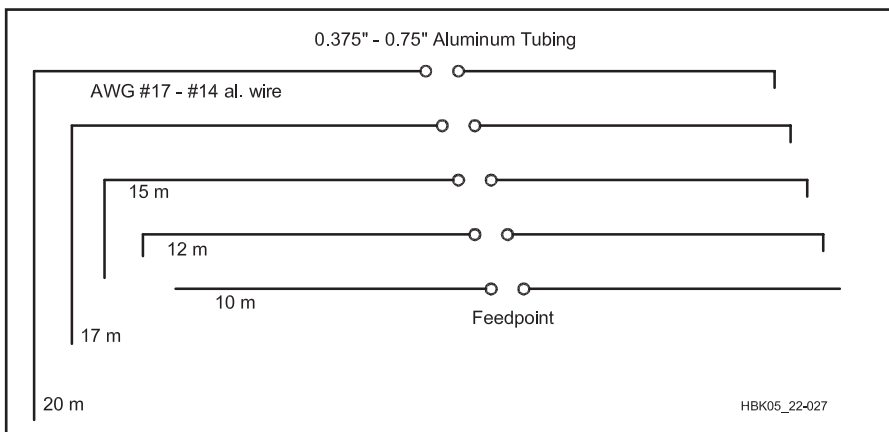 0.375" - 0.75" Aluminum Tubing
AWG #17 - #14 al. wire
15 m
12 m
10 m
Feedpoint
17 m
20 m
HBK05_22-027